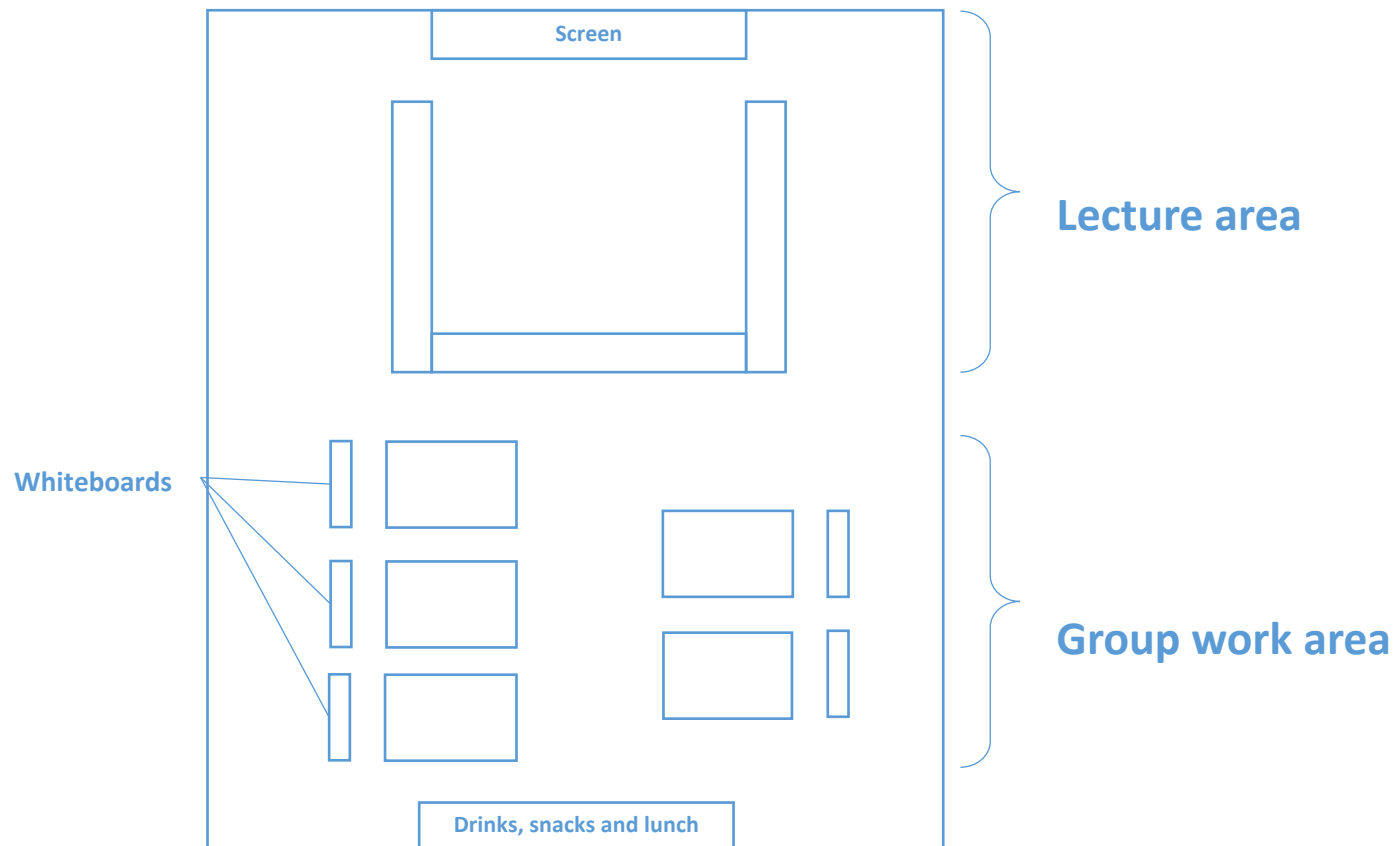 Screen
Lecture area
Whiteboards
Group work area
Drinks, snacks and lunch